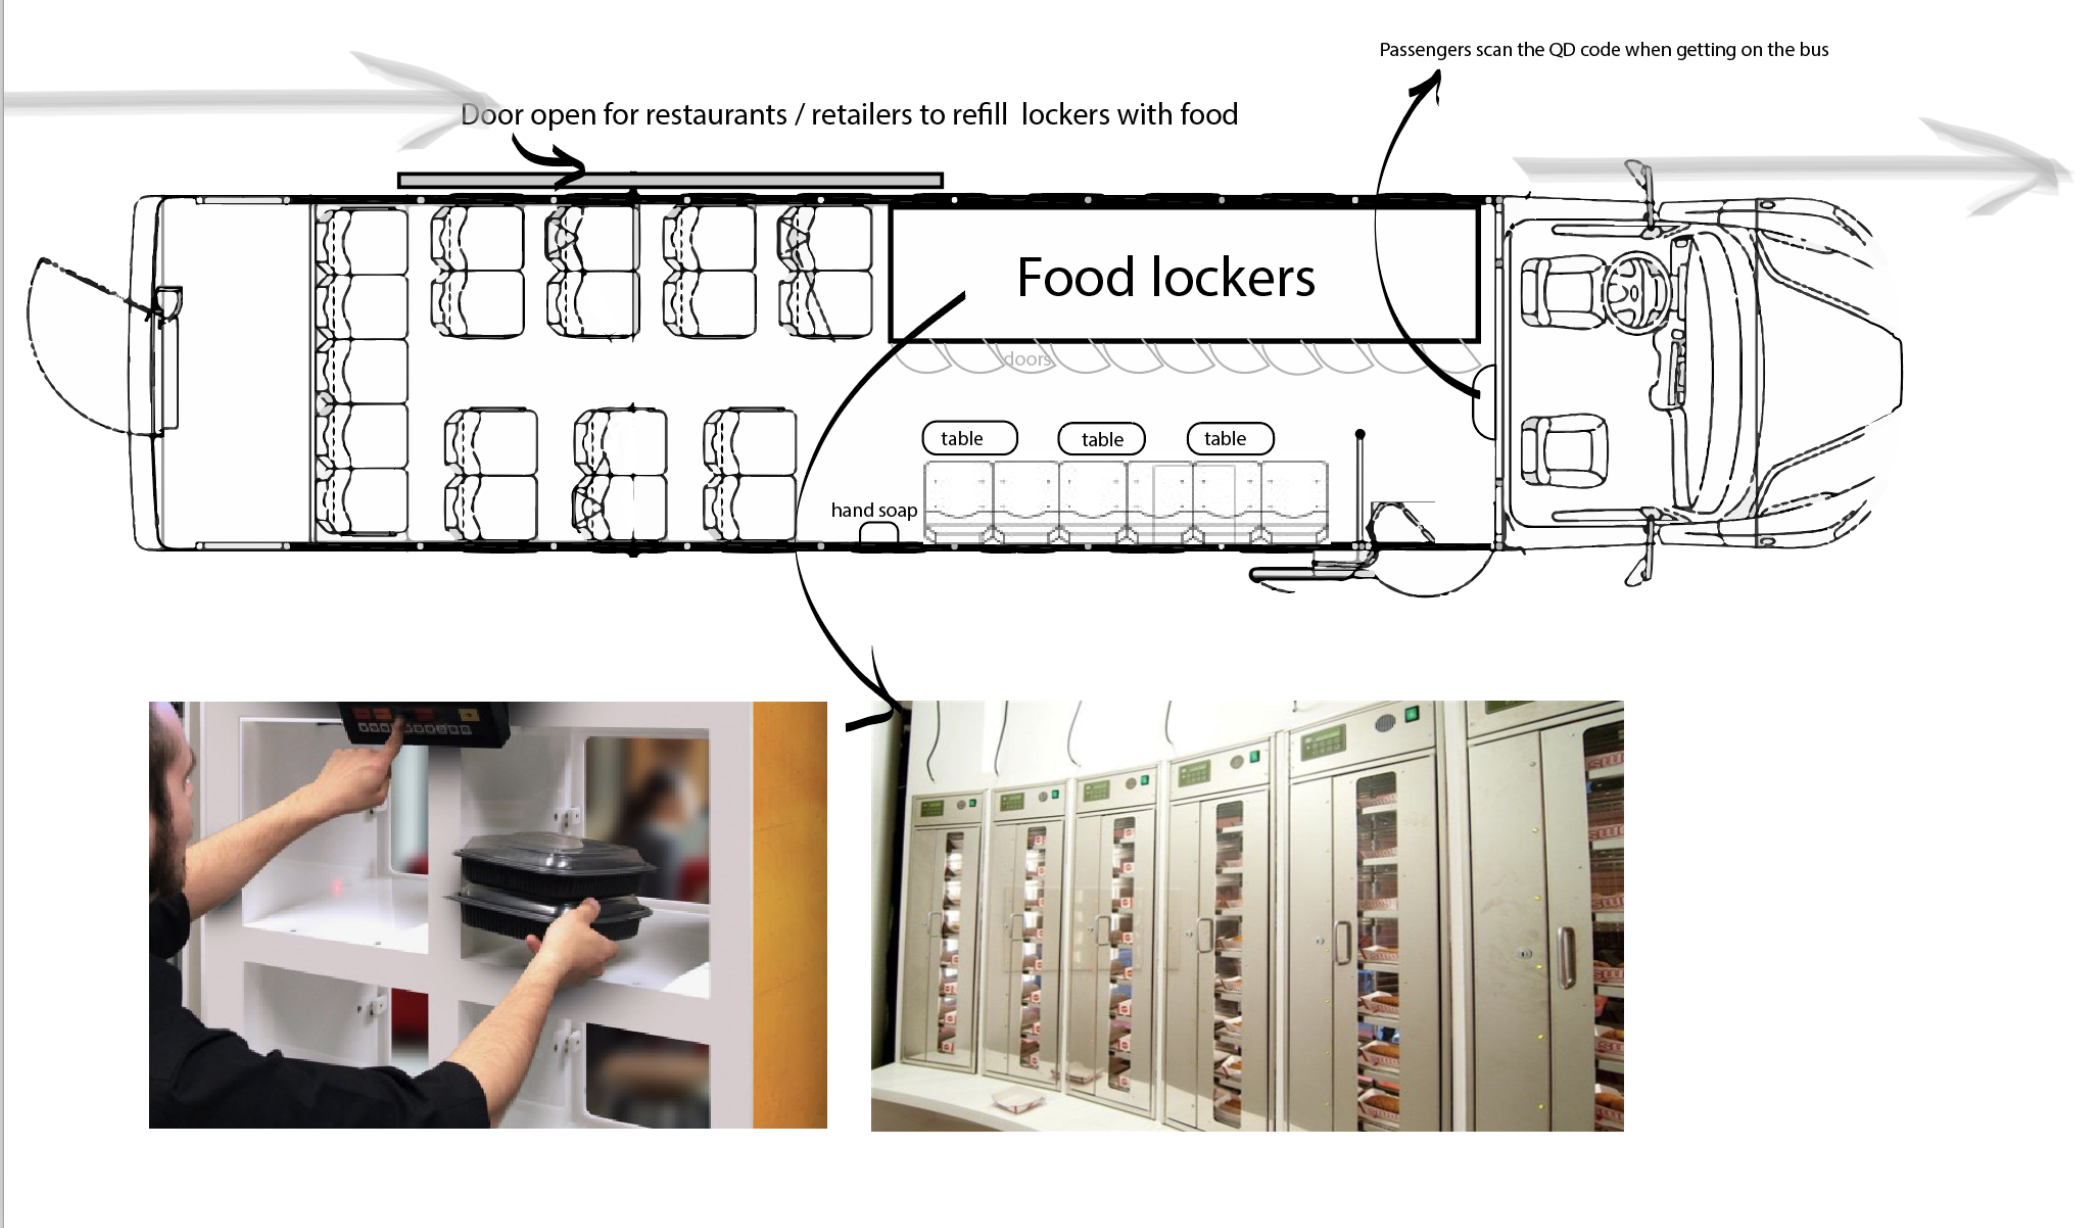 Passengers scan the QD code when getting on the bus
Door open for restaurants / retailers to refill lockers with food
Food lockers
doors
table
table
table
hand soap